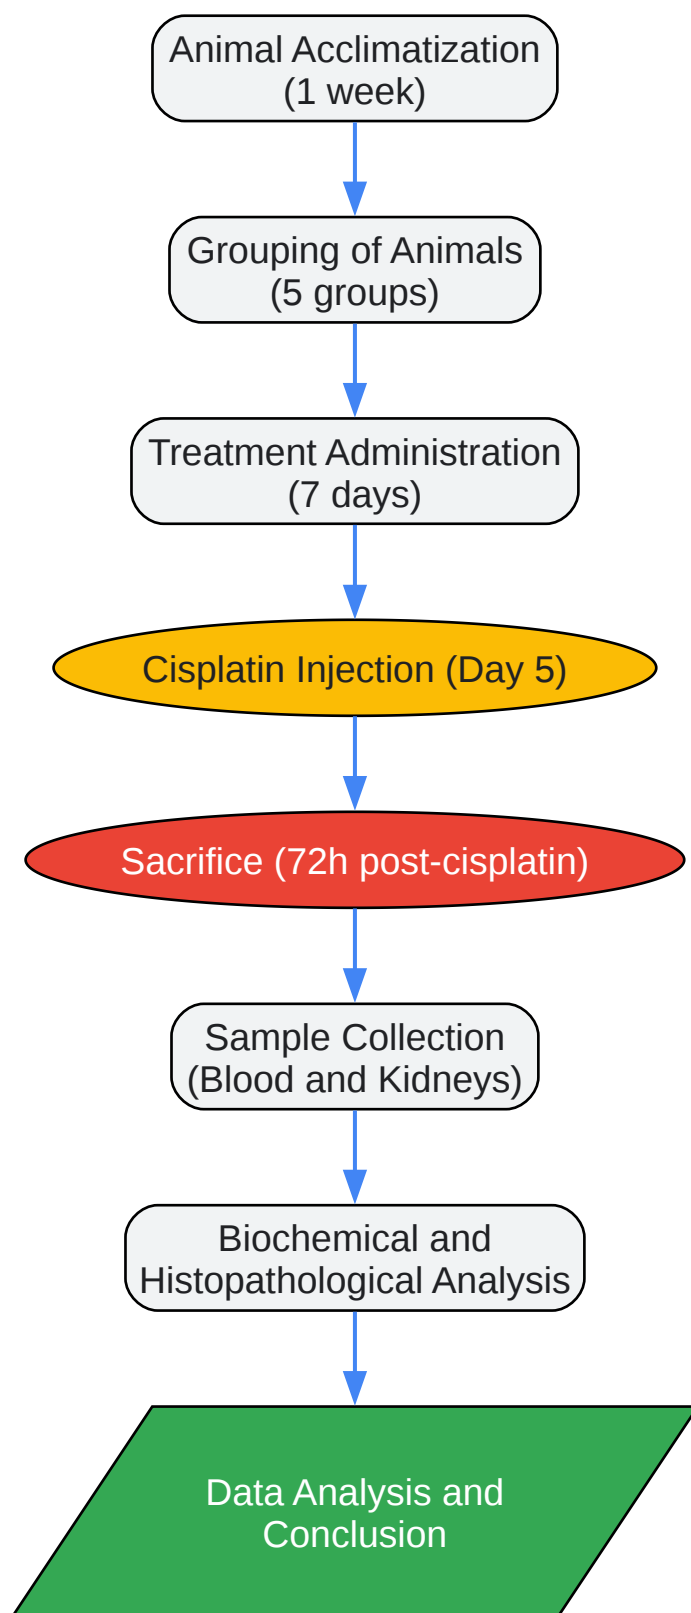 Animal Acclimatization
(1 week)
Grouping of Animals
(5 groups)
Treatment Administration
(7 days)
Cisplatin Injection (Day 5)
Sacrifice (72h post-cisplatin)
Sample Collection
(Blood and Kidneys)
Biochemical and
Histopathological Analysis
Data Analysis and
Conclusion